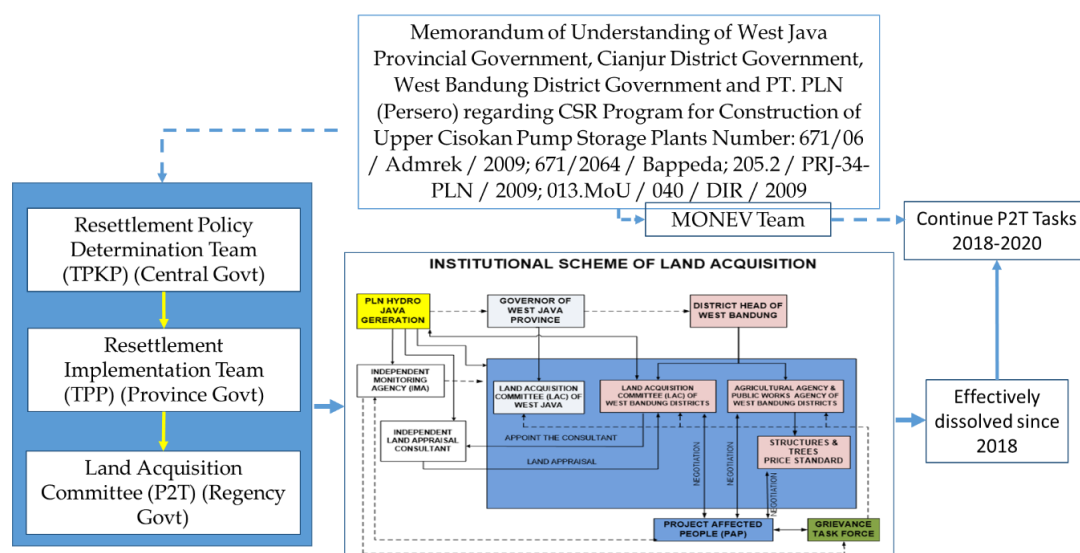 Memorandum of Understanding of West Java
Provincial Government, Cianjur District Government,
West Bandung District Government and PT. PLN
(Persero) regarding CSR Program for Construction of
Upper Cisokan Pump Storage Plants Number: 671/06
/ Admrek / 2009; 671/2064 / Bappeda; 205.2 / PRJ-34-
PLN / 2009; 013.MoU / 040 / DIR / 2009
MONEV Team
Continue P2T Tasks
2018-2020
Resettlement Policy
Determination Team
(TPKP) (Central Govt)
Resettlement
Implementation Team
(TPP) (Province Govt)
Land Acquisition
Committee (P2T) (Regency
Govt)
INSTITUTIONAL SCHEME OF LAND ACQUISITION
PLN HYDRO
JAVA
GERERATION
GOVERNOR OF
WEST JAVA
PROVINCE
DISTRICT HEAD OF
WEST BANDUNG
INDEPENDENT
MONITORING
AGENCY (IMA)
LAND ACQUISITION
COMMITTEE (LAC) OF
WEST JAVA
LAND ACQUISITION
COMMITTEE (LAC) OF
WEST BANDUNG DISTRICTS
AGRICULTURAL AGENCY &
PUBLIC WORKS AGENCY OF
WEST BANDUNG DISTRICTS
INDEPENDENT
LAND APPRAISAL
CONSULTANT
APPOINT THE CONSULTANT
LAND APPRAISAL
STRUCTURES &
TREES
PRICE STANDARD
NEGOTIATION
NEGOTIATION
NEGOTIATION
PROJECT AFFECTED
PEOPLE (PAP)
GRIEVANCE
TASK FORCE
Effectively
dissolved since
2018